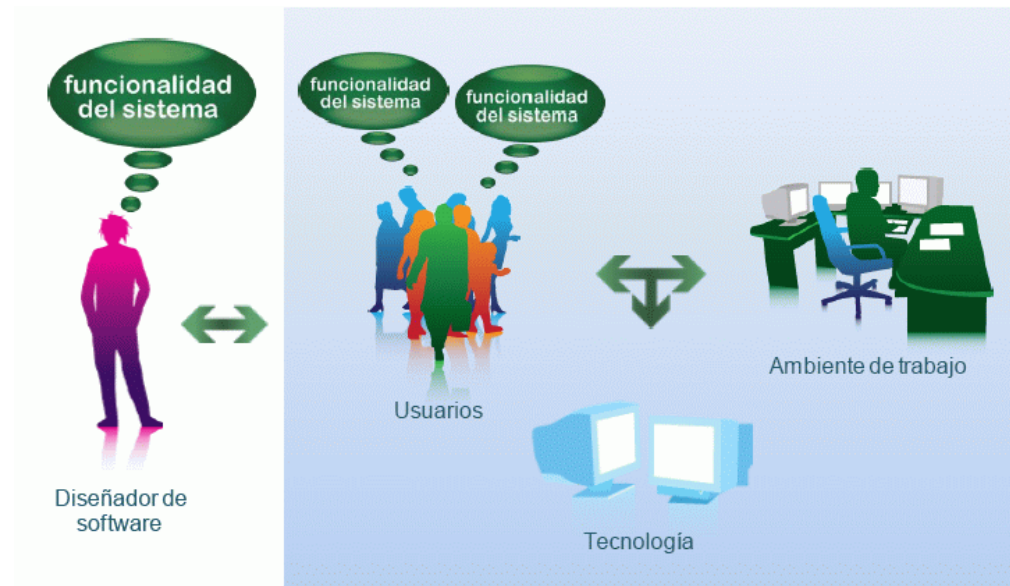 funcionalidad
del sistema
funcionalidad
del sistema
funcionalidad
del sistema
Diseñador de
software
Usuarios
Ambiente de trabajo
Tecnología